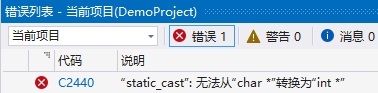 错误列表 - 当前项目(DemoProject)
当前项目 错误 1 警告 0 消息 0
代码 说明
C2440 “static_cast”: 无法从“char *”转换为“int *”